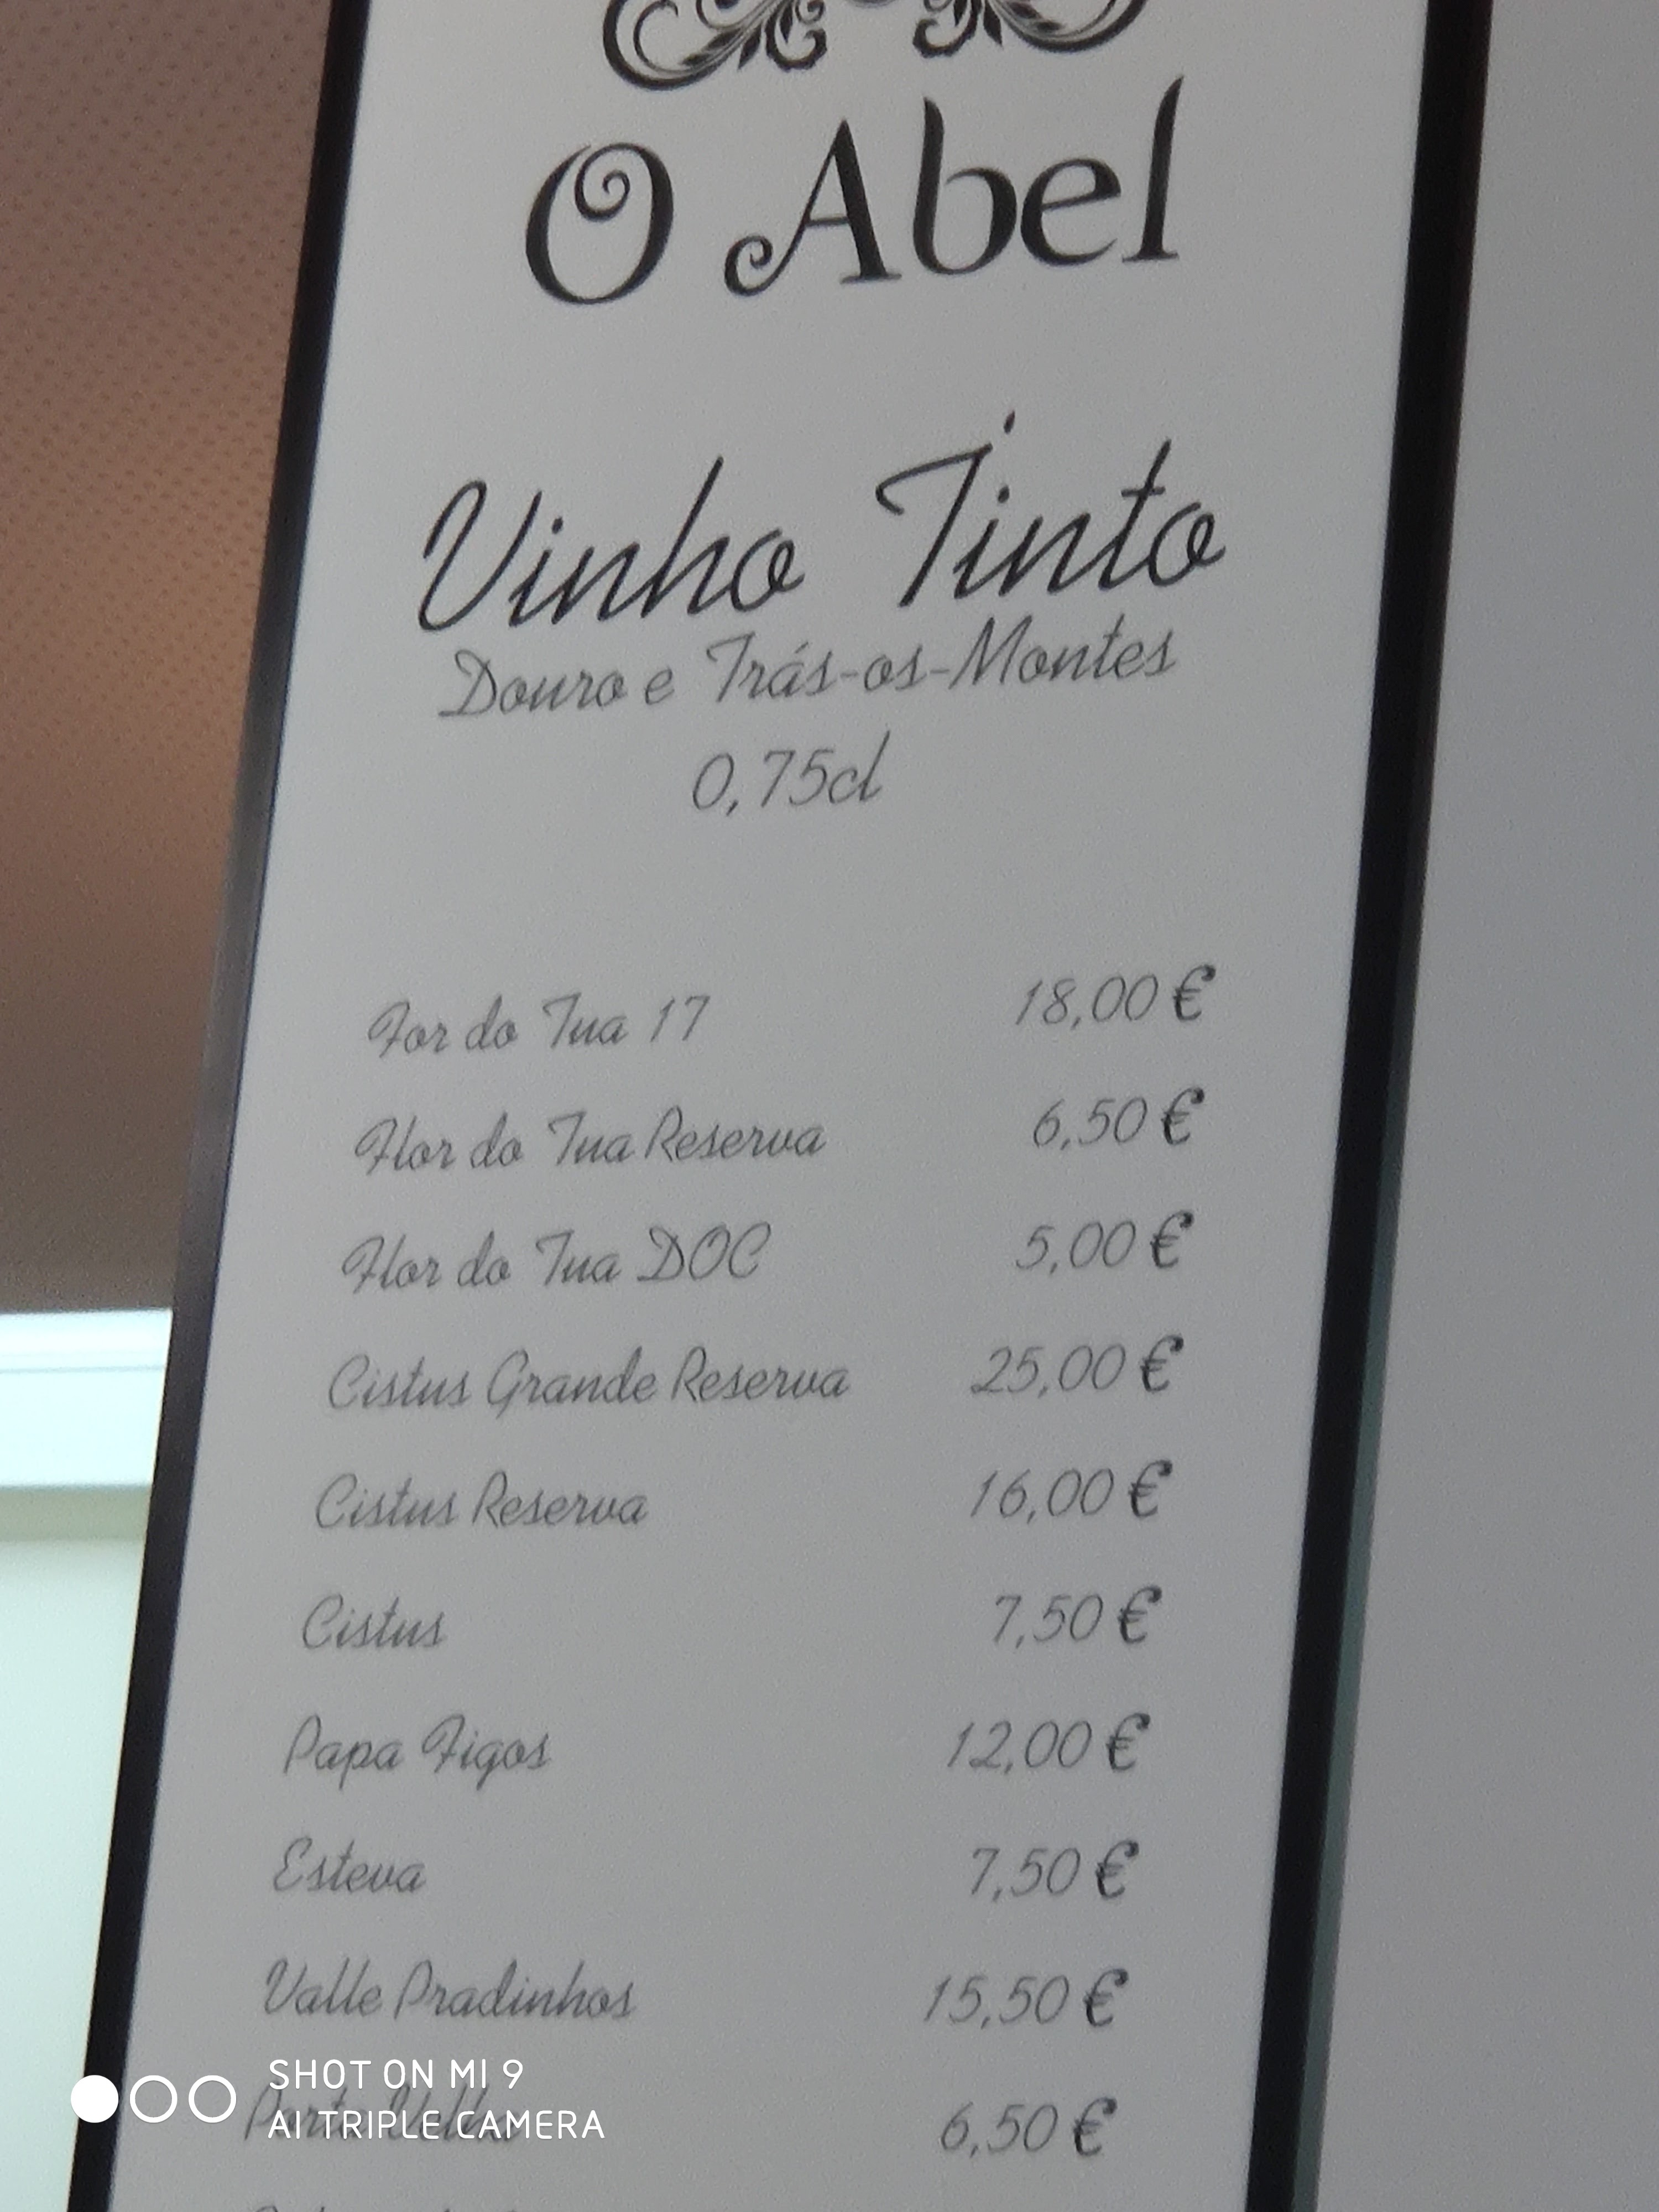 O Abel
Vinho Tinto
Douro e Trás-os-Montes
0,75cl
For do Tua 17 18,00 €
Flor do Tua Reserva 6,50 €
Flor do Tua DOC 5,00 €
Cistus Grande Reserva 25,00 €
Cistus Reserva 16,00 €
Cistus 7,50 €
Papa Figos 12,00 €
Esteva 7,50 €
Valle Pradinhos 15,50 €
6,50 €
SHOT ON MI 9
AI TRIPLE CAMERA